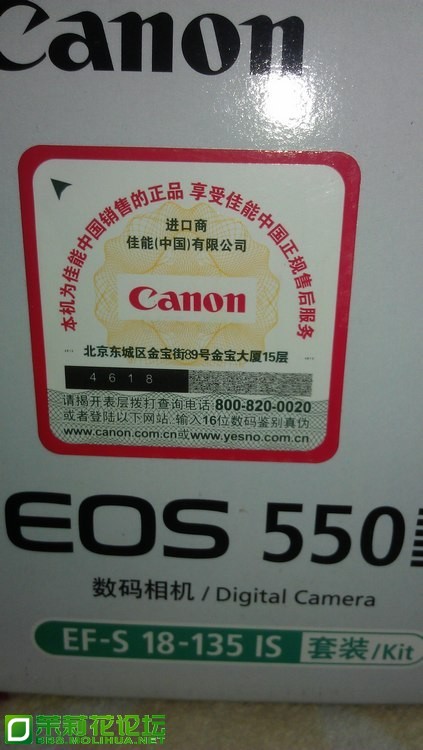 Canon
本机为佳能中国销售的正品 享受佳能中国正规售后服务
进口商
佳能(中国)有限公司
Canon
北京东城区金宝街89号金宝大厦15层
4618
请揭开表层拨打查询电话 800-820-0020
或者登陆以下网站,输入16位数码鉴别真伪
www.canon.com.cn或www.yesno.com.cn
EOS 550
数码相机 / Digital Camera
EF-S 18-135 IS 套装/Kit
茉莉花论坛
BBS.MOLIHUA.NET